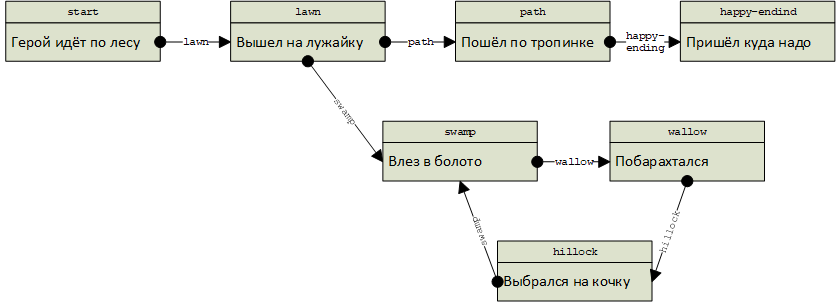 start
Герой идёт по лесу
lawn
lawn
Вышел на лужайку
path
path
Пошёл по тропинке
happy-
ending
happy-endind
Пришёл куда надо
swamp
swamp
Влез в болото
wallow
wallow
Побарахтался
hillock
swamp
hillock
Выбрался на кочку